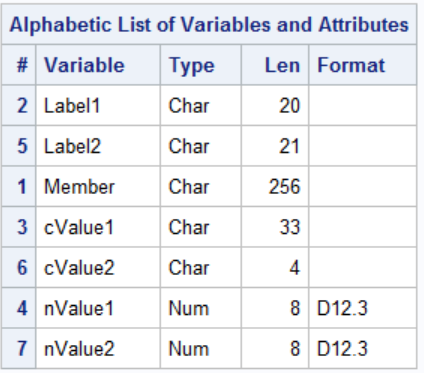 Alphabetic List of Variables and Attributes
# Variable Type Len Format
2 Label1 Char 20
5 Label2 Char 21
1 Member Char 256
3 cValue1 Char 33
6 cValue2 Char 4
4 nValue1 Num 8 D12.3
7 nValue2 Num 8 D12.3